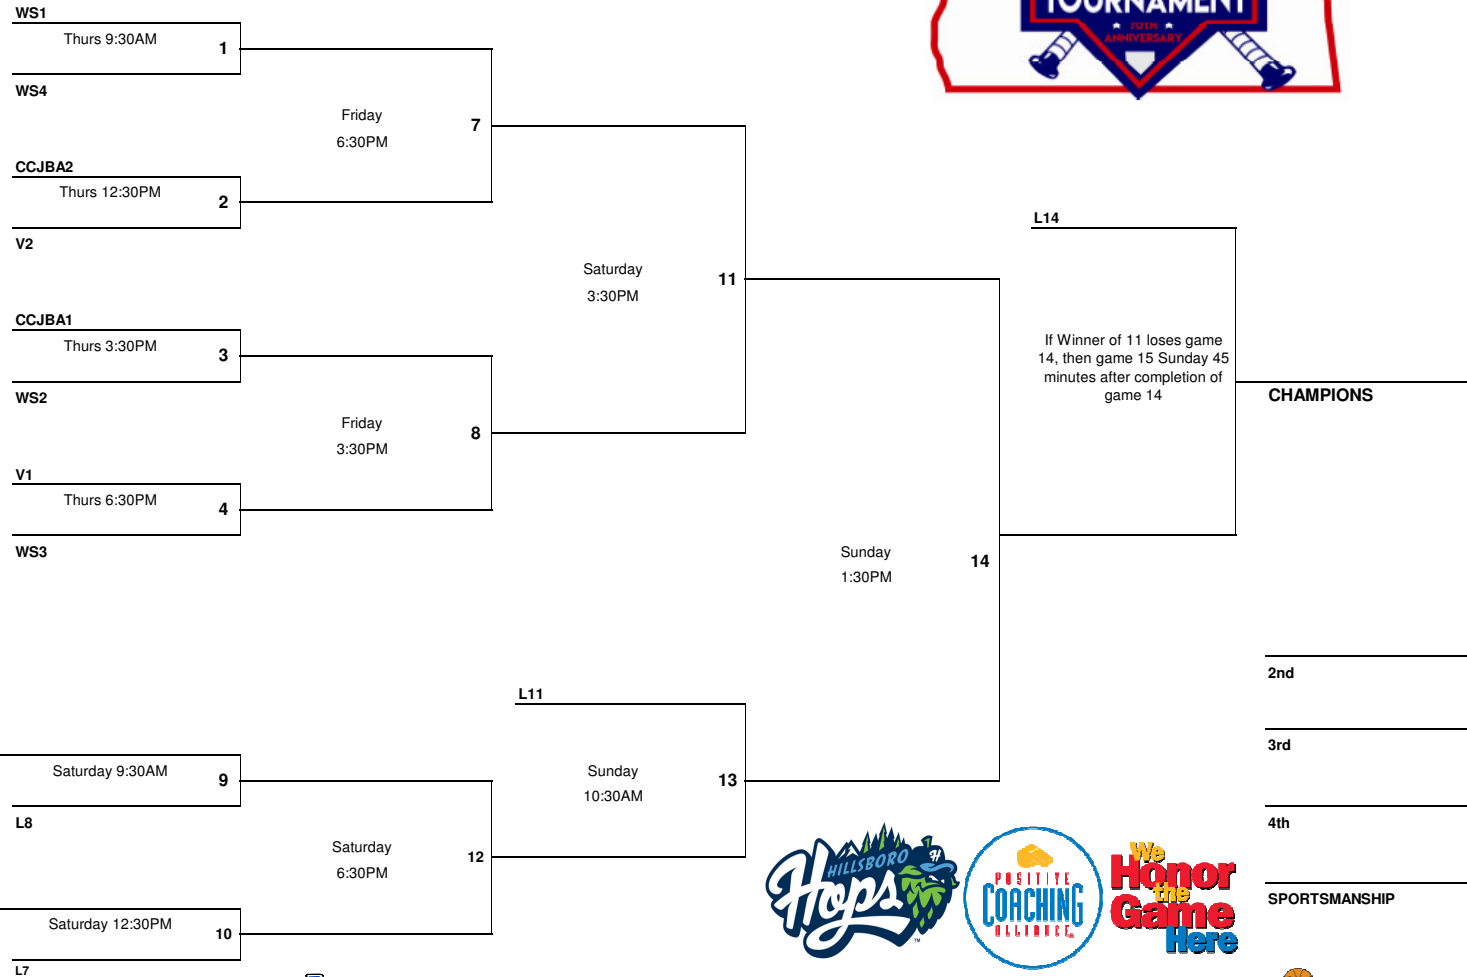 WS1
Thurs 9:30AM
1
WS4
Friday
6:30PM
7
CCJBA2
Thurs 12:30PM
2
V2
CCJBA1
Thurs 3:30PM
3
WS2
Friday
3:30PM
8
V1
Thurs 6:30PM
4
WS3
Saturday
3:30PM
11
TOURNAMENT
70TH
ANNIVERSARY
L14
If Winner of 11 loses game
14, then game 15 Sunday 45
minutes after completion of
game 14
CHAMPIONS
Sunday
1:30PM
14
2nd
3rd
4th
SPORTSMANSHIP
L11
Sunday
10:30AM
13
Saturday 9:30AM
9
L8
Saturday
6:30PM
12
Saturday 12:30PM
10
L7
HILLSBORO
Hops
H
TM
POSITIVE
COACHING
ALLIANCE
We
Honor
the
Game
Here